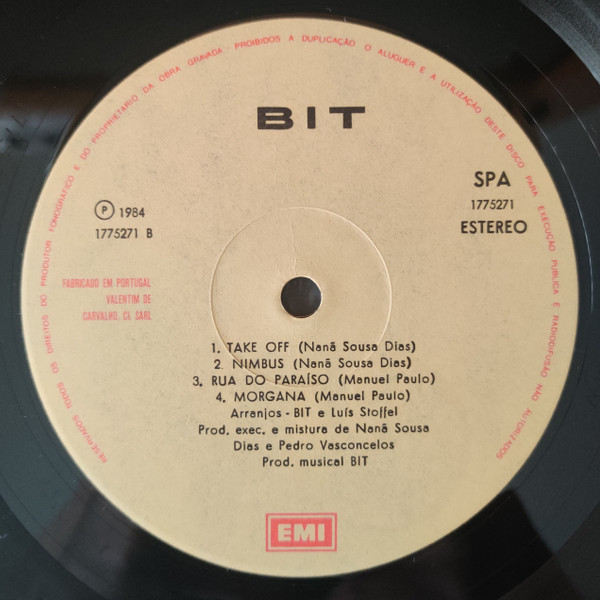 RESERVADOS TODOS OS DIREITOS DO PRODUTOR FONOGRÁFICO E DO PROPRIETÁRIO DA OBRA GRAVADA - PROIBIDOS A DUPLICAÇÃO O ALUGUER E A UTILIZAÇÃO DESTE DISCO PARA EXECUÇÃO PUBLICA E RADIODIFUSÃO NÃO AUTORIZADOS
BIT
SPA
1775271
ESTEREO
Ⓟ 1984
1775271 B
FABRICADO EM PORTUGAL
VALENTIM DE
CARVALHO, CI, SARL
1. TAKE OFF (Nanã Sousa Dias)
2. NIMBUS (Nanã Sousa Dias)
3. RUA DO PARAÍSO (Manuel Paulo)
4. MORGANA (Manuel Paulo)
Arranjos - BIT e Luís Stoffel
Prod. exec. e mistura de Nanã Sousa
Dias e Pedro Vasconcelos
Prod. musical BIT
EMI